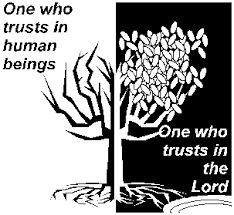 One who
trusts in
human
beings
One who
trusts in
the
Lord